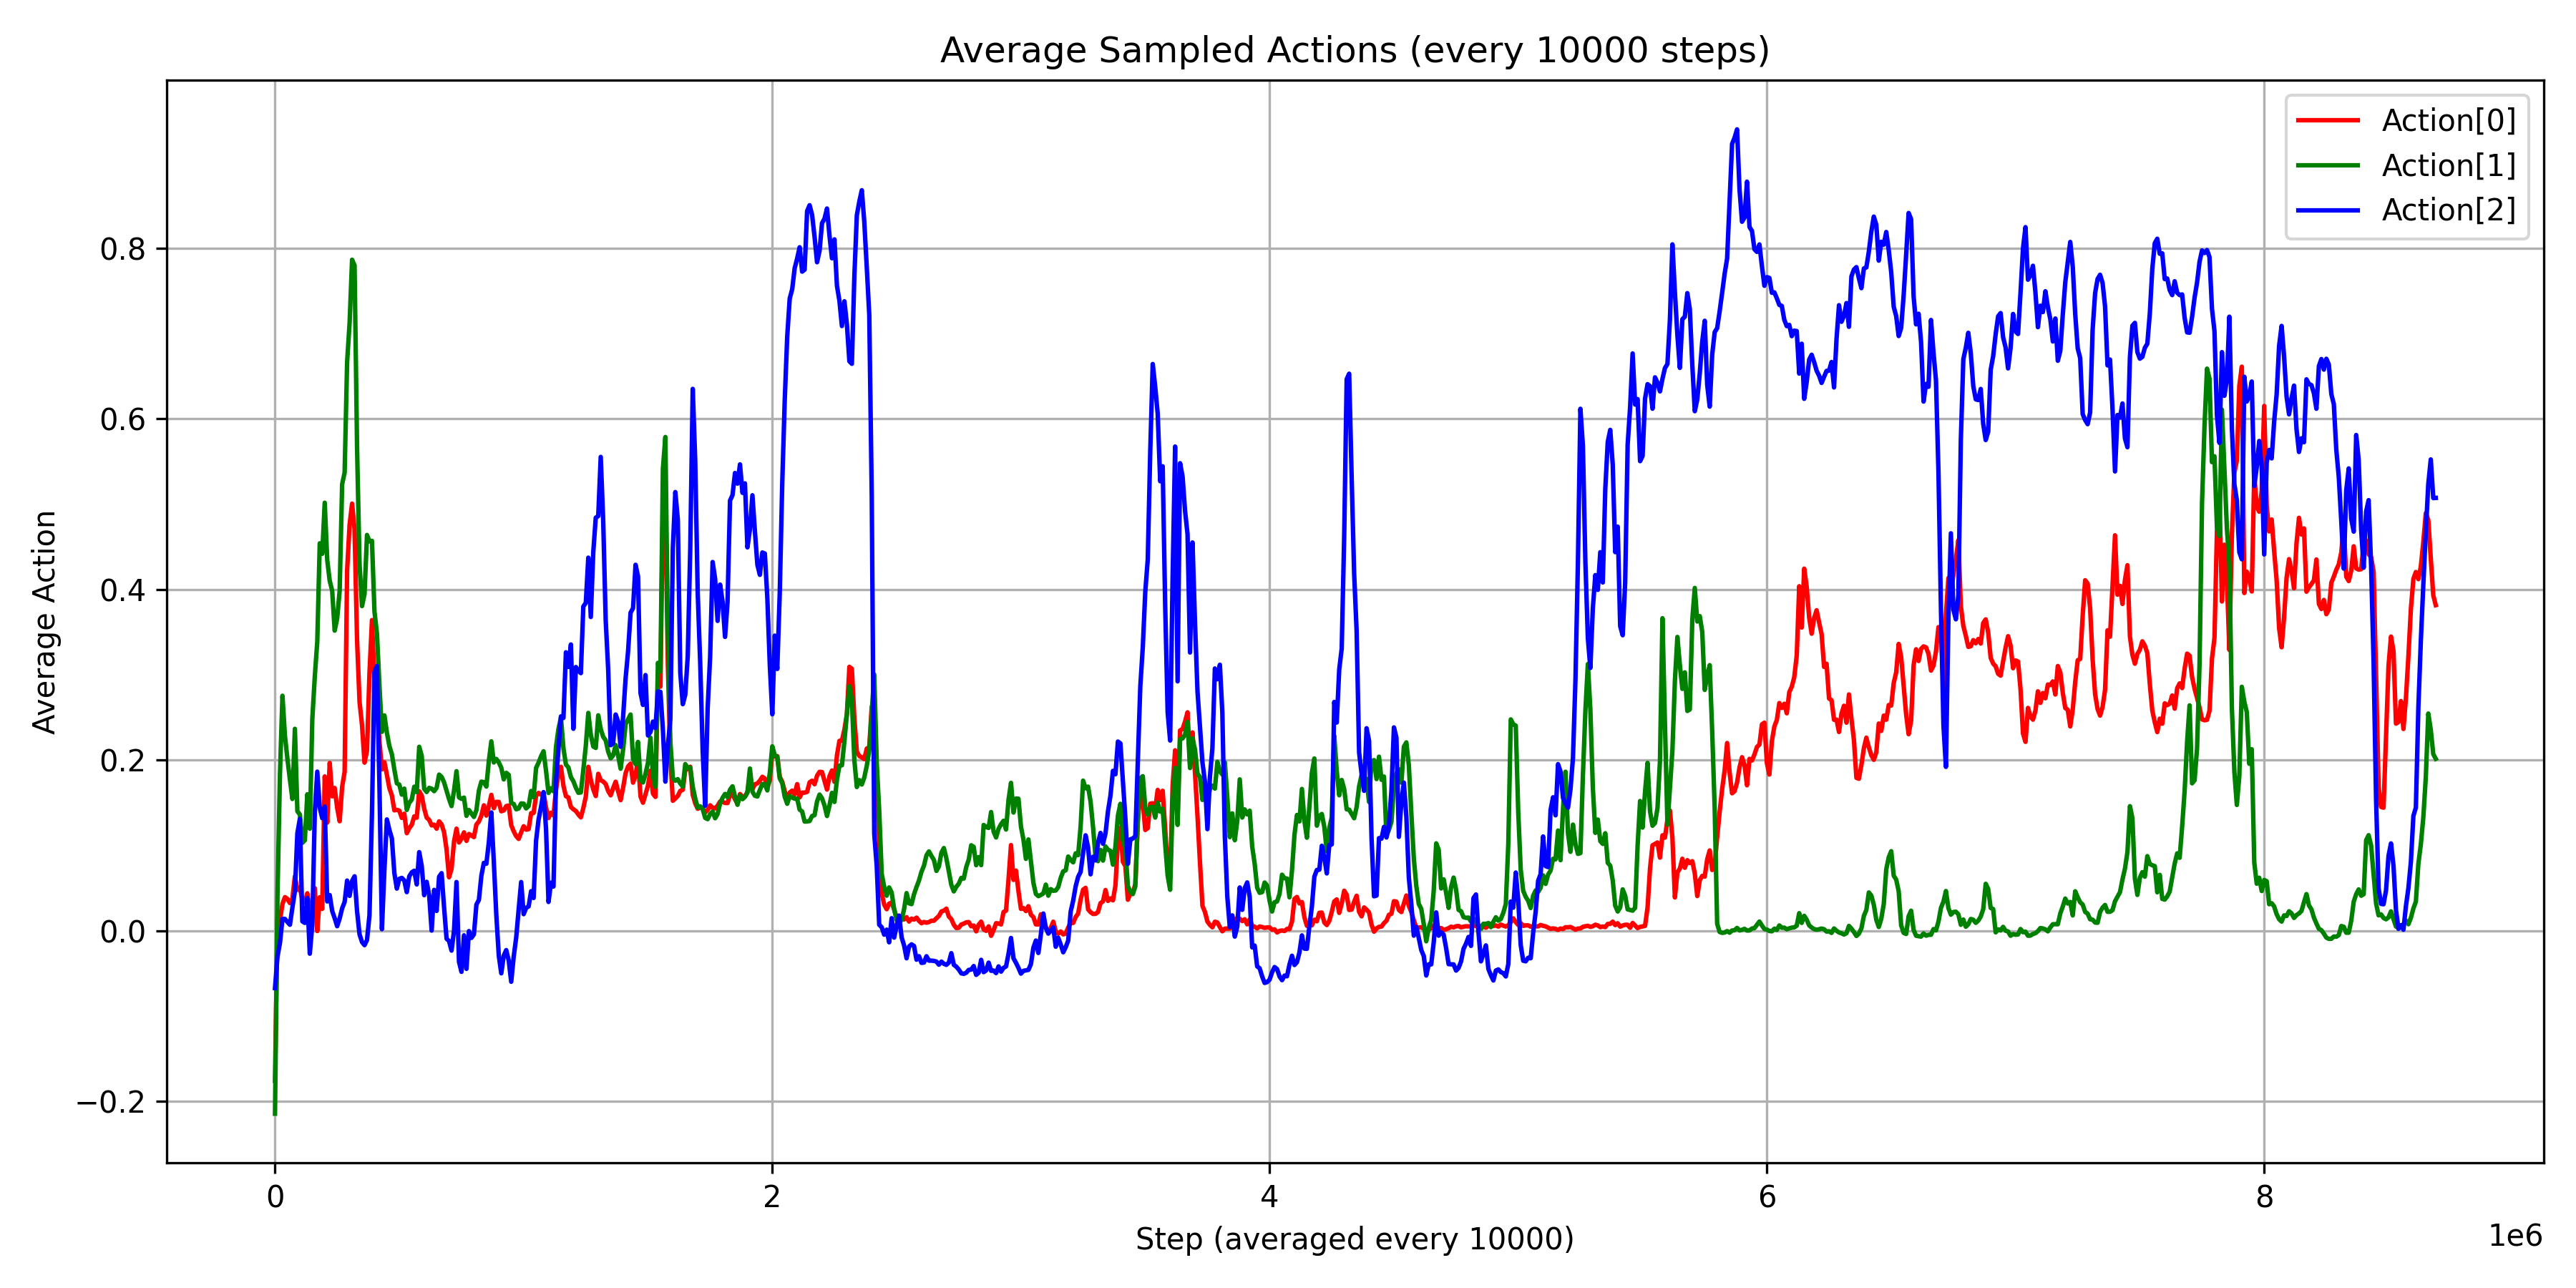 Average Sampled Actions (every 10000 steps)
Action[0]
Action[1]
Action[2]
Average Action
0.8
0.6
0.4
0.2
0.0
−0.2
0
2
4
6
8
1e6
Step (averaged every 10000)